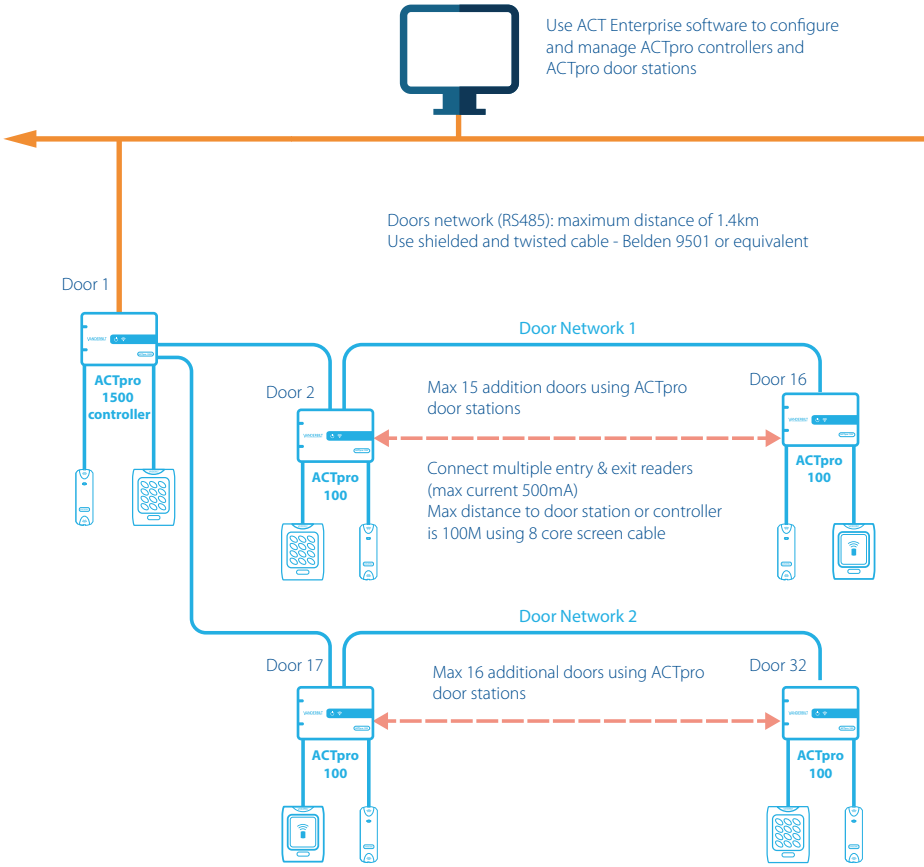 Use ACT Enterprise software to configure
and manage ACTpro controllers and
ACTpro door stations
Doors network (RS485): maximum distance of 1.4km
Use shielded and twisted cable - Belden 9501 or equivalent
Door 1
VANDERBILT
ACTpro
1500
controller
Door Network 1
Door 2
Max 15 addition doors using ACTpro
door stations
Door 16
VANDERBILT
VANDERBILT
ACTpro
100
Connect multiple entry & exit readers
(max current 500mA)
Max distance to door station or controller
is 100M using 8 core screen cable
ACTpro
100
Door Network 2
Door 17
Max 16 additional doors using ACTpro
door stations
Door 32
VANDERBILT
VANDERBILT
ACTpro
100
ACTpro
100